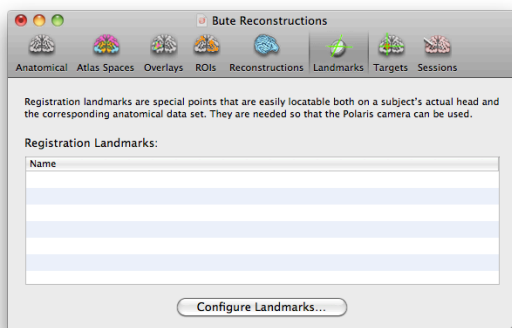 Bute Reconstructions
Anatomical Atlas Spaces Overlays ROIs Reconstructions Landmarks Targets Sessions
Registration landmarks are special points that are easily locatable both on a subject's actual head and
the corresponding anatomical data set. They are needed so that the Polaris camera can be used.
Registration Landmarks:
Name
Configure Landmarks...